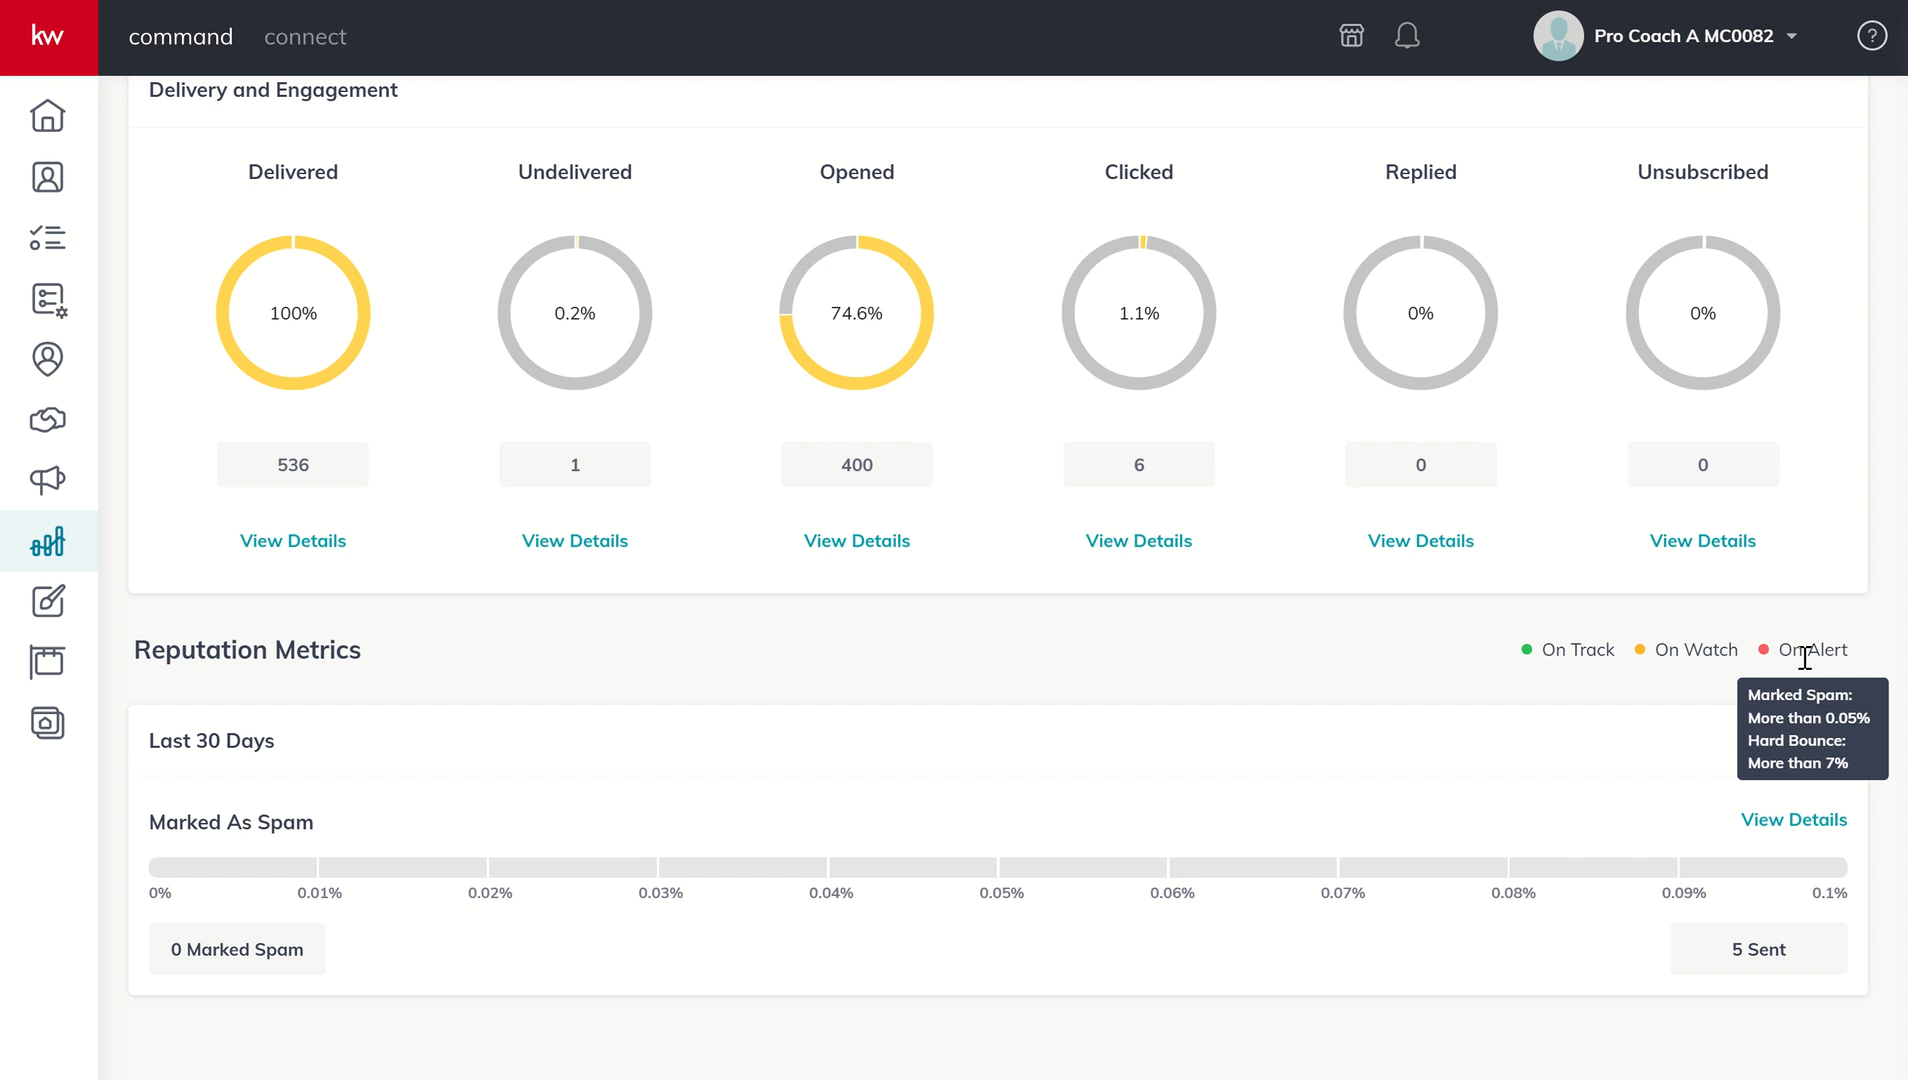 kw command connect Pro Coach A MC0082 ?
Delivery and Engagement
Delivered Undelivered Opened Clicked Replied Unsubscribed
100% 0.2% 74.6% 1.1% 0% 0%
536 1 400 6 0 0
View Details View Details View Details View Details View Details View Details
Reputation Metrics On Track On Watch On Alert
Marked Spam:
More than 0.05%
Hard Bounce:
More than 7%
Last 30 Days
Marked As Spam View Details
0% 0.01% 0.02% 0.03% 0.04% 0.05% 0.06% 0.07% 0.08% 0.09% 0.1%
0 Marked Spam 5 Sent